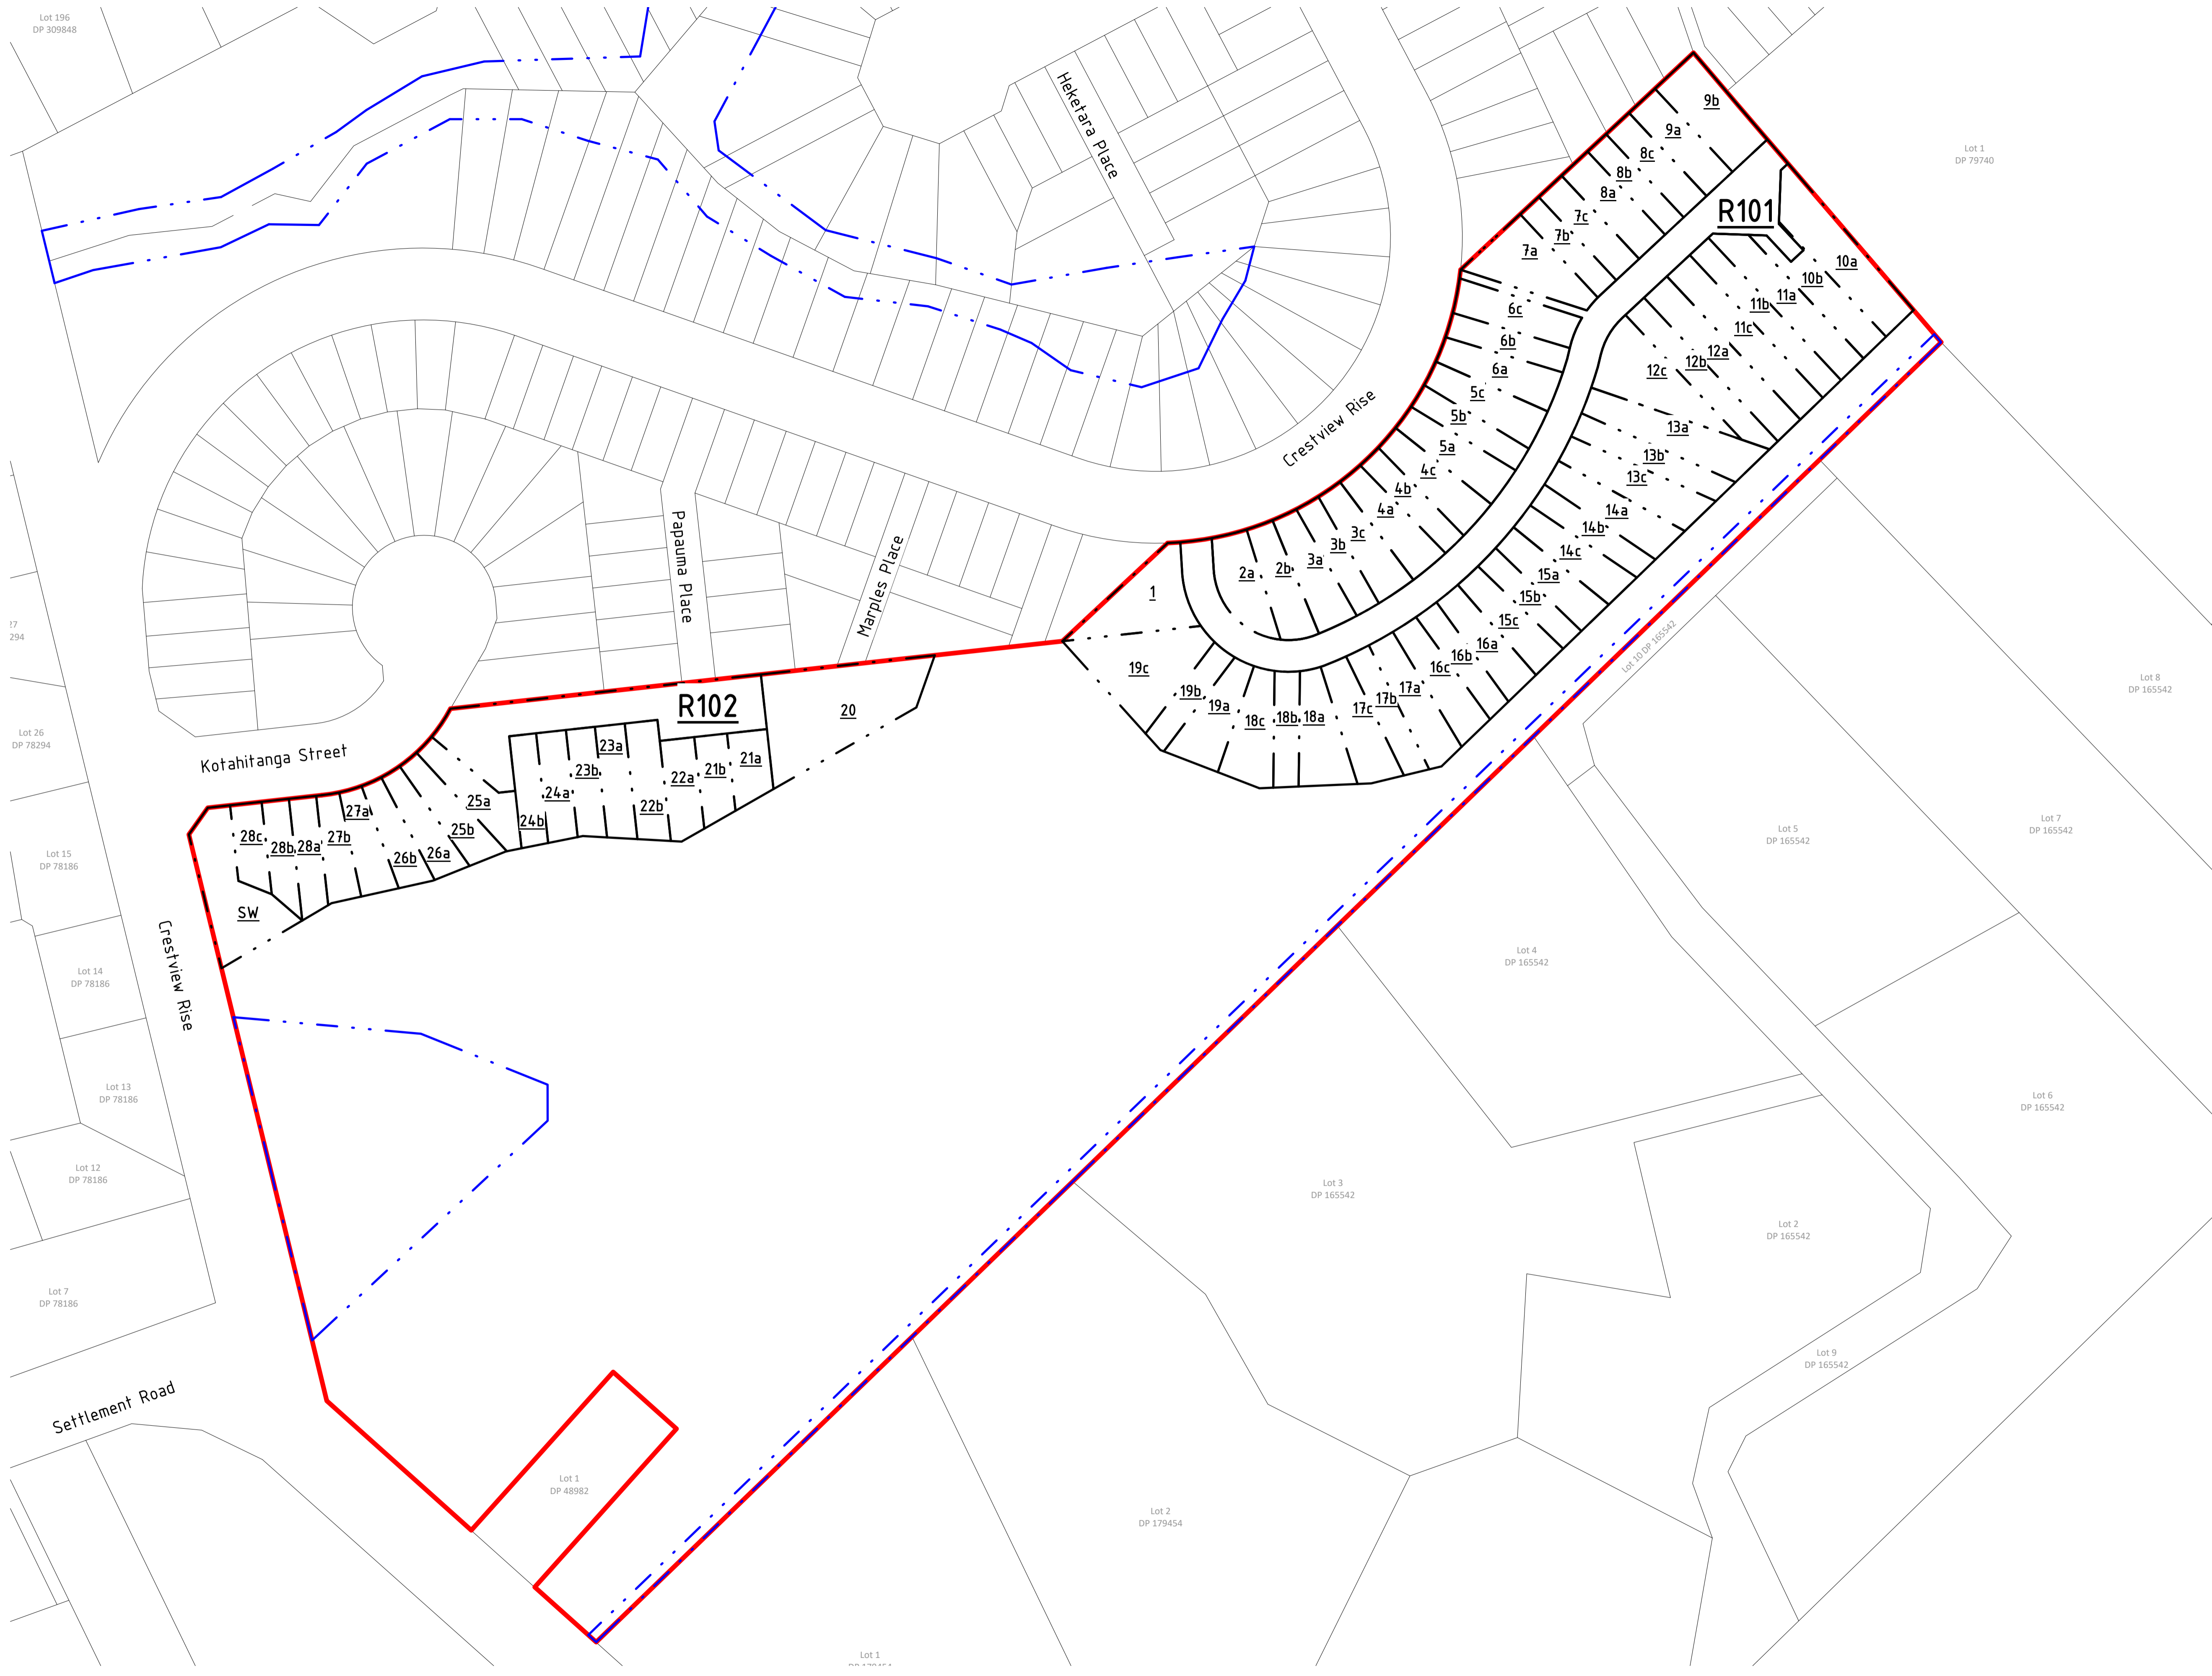 Lot 196
DP 309848
Heketara Place
9b
9a
8c
8b
8a
7c
7b
7a
R101
Lot 1
DP 79740
10a
10b
11a
11b
11c
12a
12b
12c
6c
6b
6a
5c
5b
5a
4c
4b
4a
3c
3b
3a
2b
2a
1
Crestview Rise
13a
13b
13c
14a
14b
14c
15a
15b
15c
16a
16b
16c
17a
17b
17c
18a
18b
18c
19a
19b
19c
Lot 10 DP 165542
Papauma Place
Marples Place
Lot 8
DP 165542
27
294
Lot 26
DP 78294
Kotahitanga Street
R102
20
21a
21b
22a
22b
23a
23b
24a
24b
25a
25b
26a
26b
27a
27b
28a
28b
28c
SW
Lot 15
DP 78186
Lot 5
DP 165542
Lot 7
DP 165542
Crestview Rise
Lot 14
DP 78186
Lot 4
DP 165542
Lot 13
DP 78186
Lot 6
DP 165542
Lot 12
DP 78186
Lot 3
DP 165542
Lot 2
DP 165542
Lot 7
DP 78186
Lot 9
DP 165542
Settlement Road
Lot 1
DP 48982
Lot 2
DP 179454
Lot 1
DP 179454